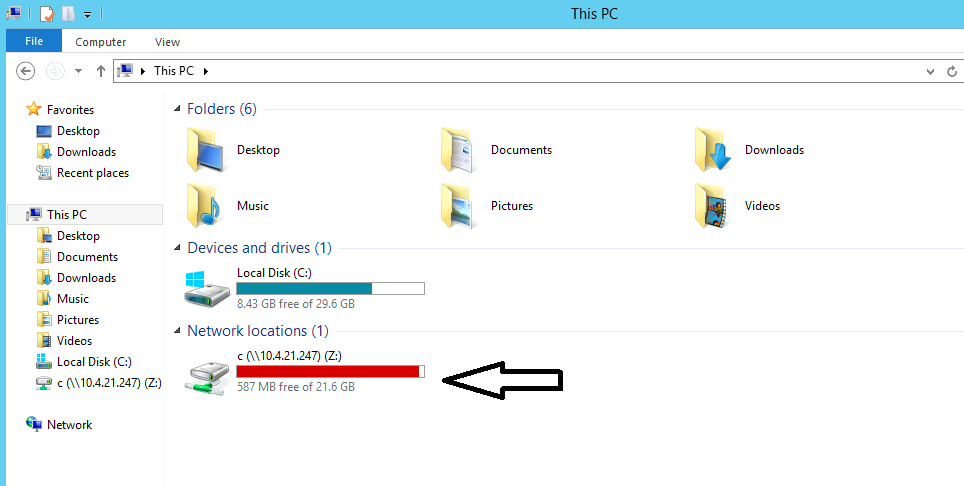 This PC
File Computer View
This PC
Favorites
Desktop
Downloads
Recent places
This PC
Desktop
Documents
Downloads
Music
Pictures
Videos
Local Disk (C:)
c (\\10.4.21.247) (Z:)
Network
Folders (6)
Desktop Documents Downloads
Music Pictures Videos
Devices and drives (1)
Local Disk (C:)
8.43 GB free of 29.6 GB
Network locations (1)
c (\\10.4.21.247) (Z:)
587 MB free of 21.6 GB